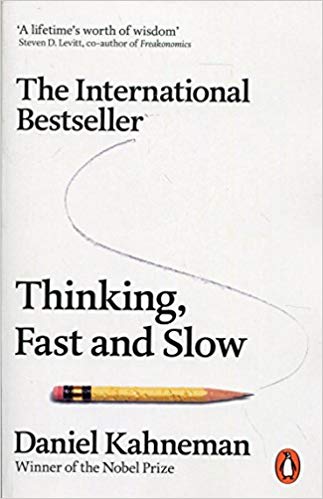 ‘A lifetime’s worth of wisdom’
Steven D. Levitt, co-author of Freakonomics
The International
Bestseller
Thinking,
Fast and Slow
Daniel Kahneman
Winner of the Nobel Prize